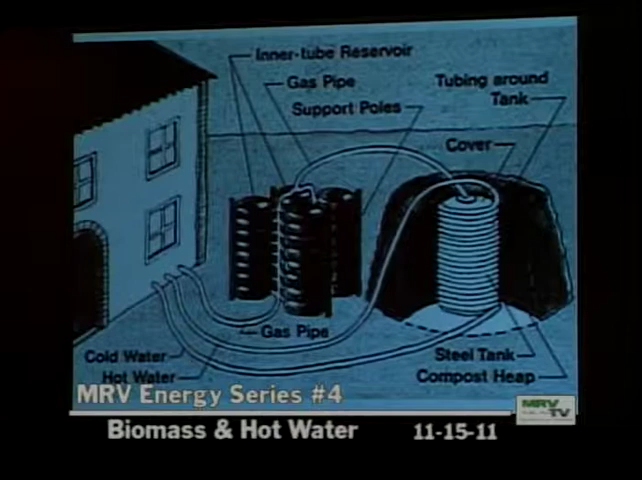 Inner-tube Reservoir
Gas Pipe
Support Poles
Tubing around
Tank
Cover
Gas Pipe
Cold Water
Hot Water
Steel Tank
Compost Heap
MRV Energy Series #4
MRV
TV
Biomass & Hot Water 11-15-11